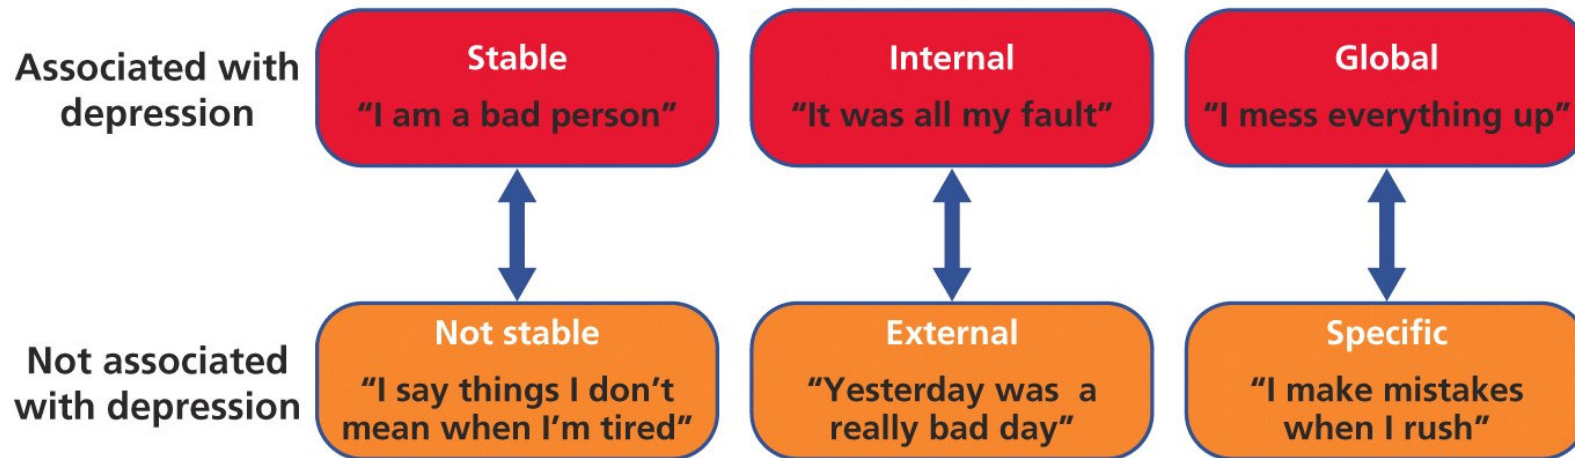 Associated with
depression
Stable
“I am a bad person”
Internal
“It was all my fault”
Global
“I mess everything up”
Not associated
with depression
Not stable
“I say things I don’t
mean when I’m tired”
External
“Yesterday was a
really bad day”
Specific
“I make mistakes
when I rush”